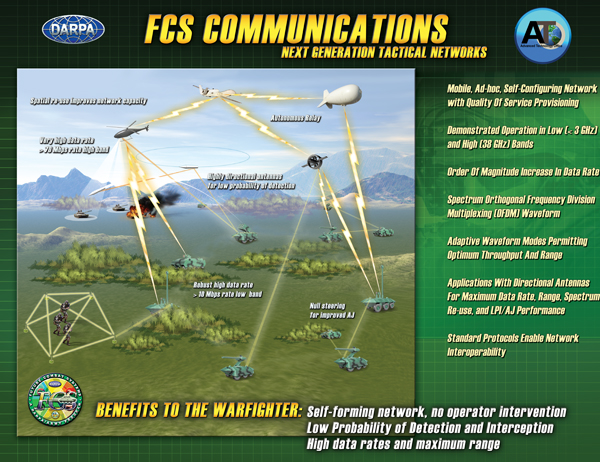 DARPA
FCS COMMUNICATIONS
NEXT GENERATION TACTICAL NETWORKS
AT
Spatial re-use improves network capacity
Autonomous Relay
Very high data rate
> 70 Mbps rate high band
Highly directional antennas
for low probability of Detection
Robust high data rate
> 10 Mbps rate low band
Null steering
for improved AJ
Mobile, Ad-hoc, Self-Configuring Network
with Quality Of Service Provisioning
Demonstrated Operation in Low (< 3 GHz)
and High (38 GHz) Bands
Order Of Magnitude Increase In Data Rate
Spectrum Orthogonal Frequency Division
Multiplexing (OFDM) Waveform
Adaptive Waveform Modes Permitting
Optimum Throughput And Range
Applications With Directional Antennas
For Maximum Data Rate, Range, Spectrum
Re-use, and LPI/AJ Performance
Standard Protocols Enable Network
Interoperability
FCS
BENEFITS TO THE WARFIGHTER: Self-forming network, no operator intervention
Low Probability of Detection and Interception
High data rates and maximum range